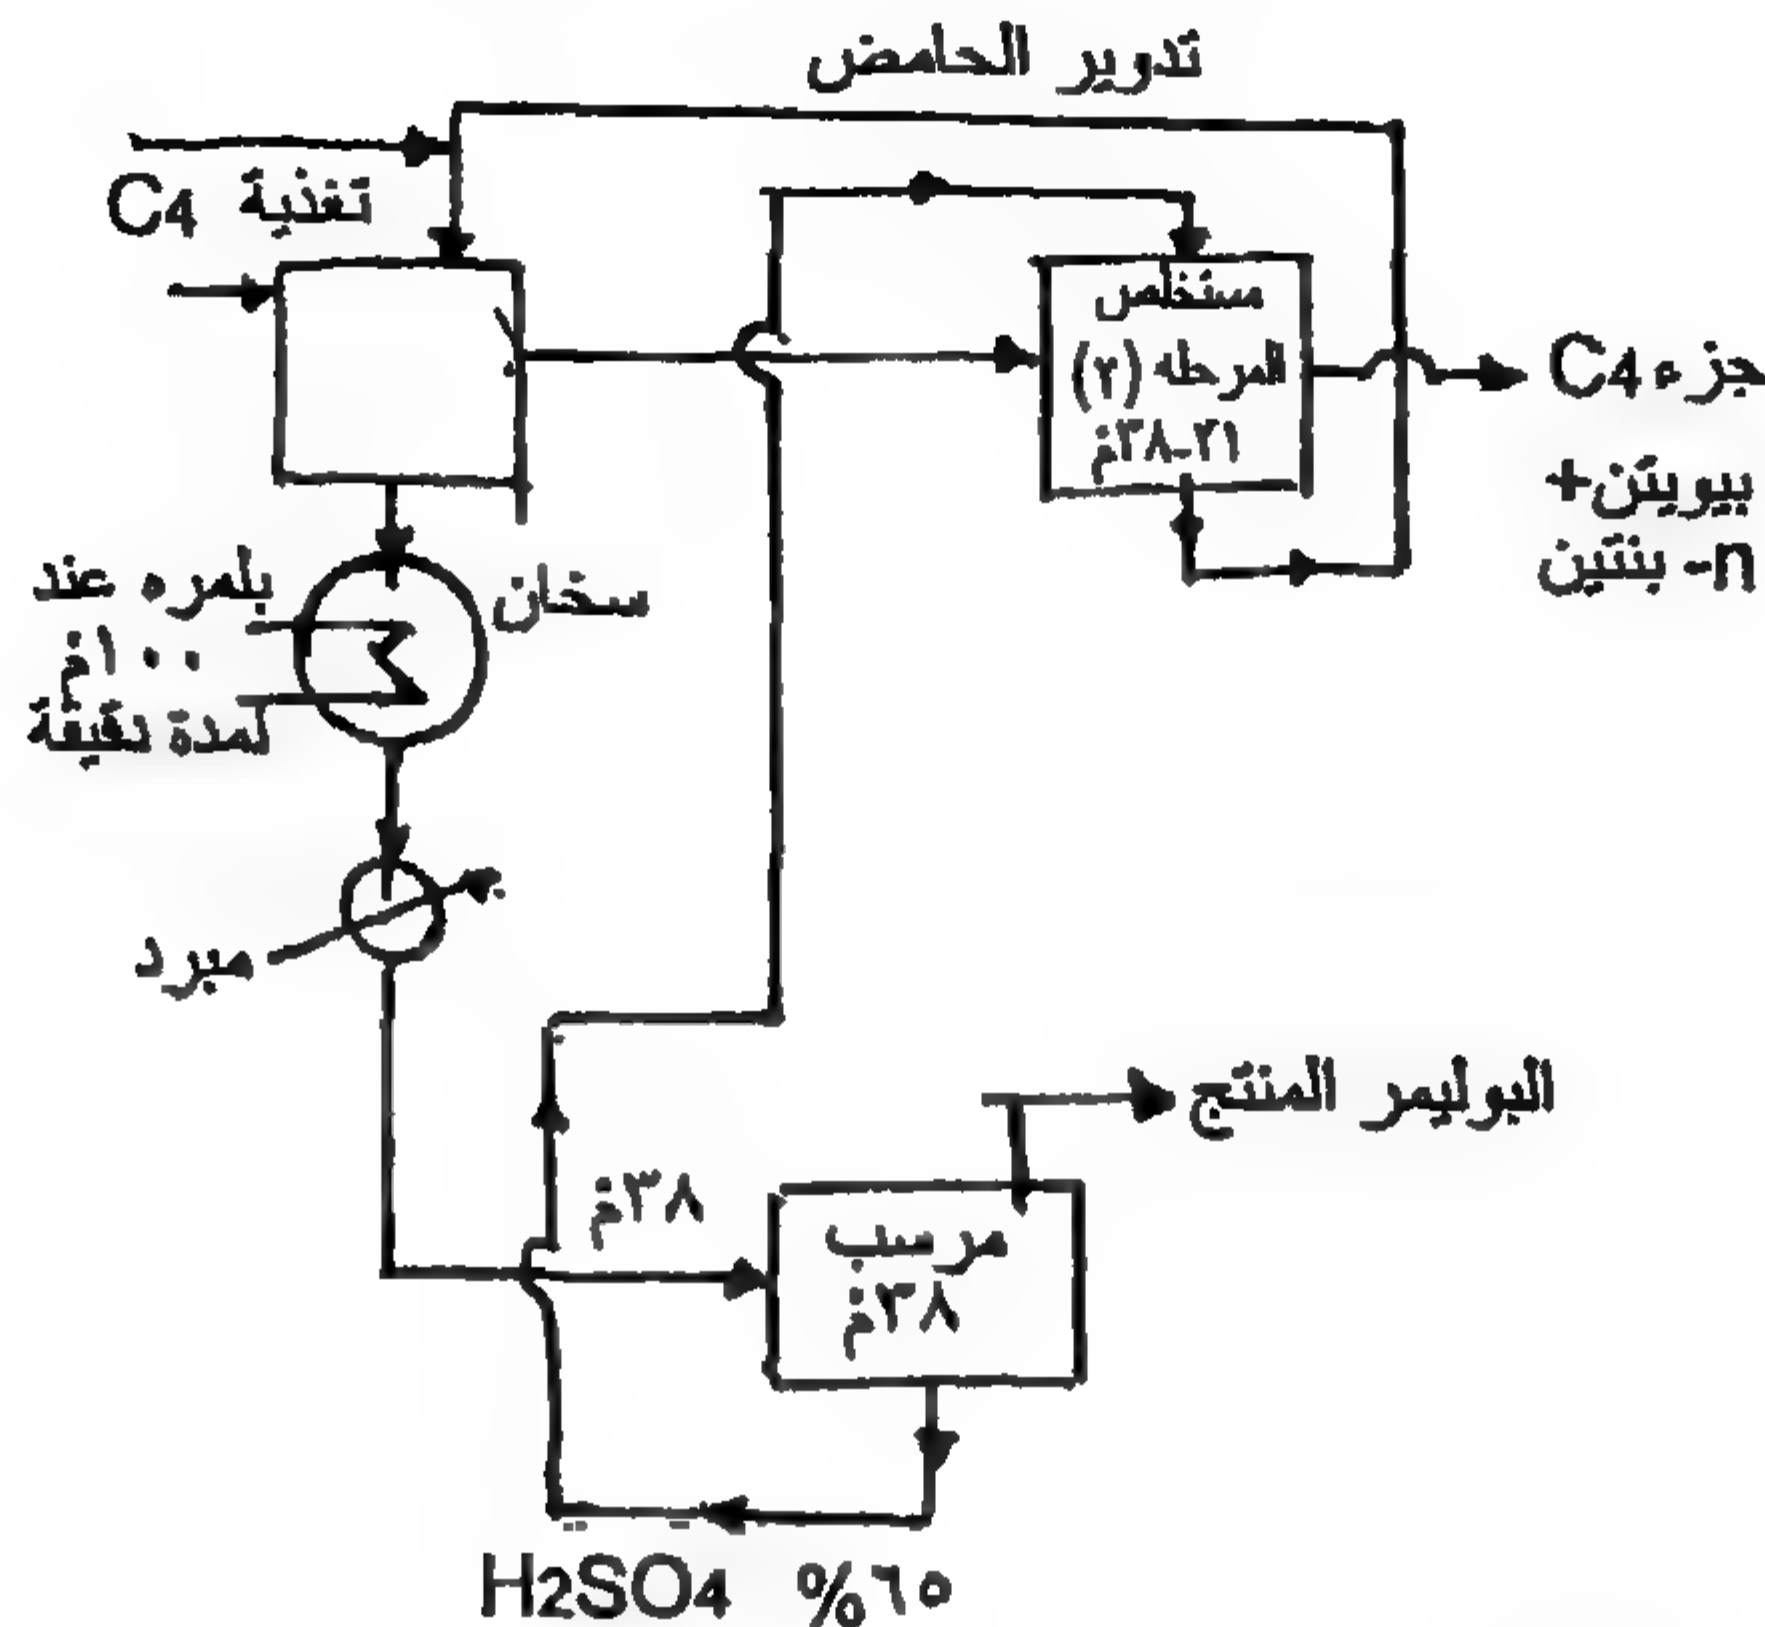 تدوير الحامض
تغذية C4
مستخلص
المرحله (٢)
٢١-٣٨م
جزء C4
بيوتين+
n- بنتين
سخان
بلمره عند
١٠٠م
لمدة دقيقة
مبرد
البوليمر المنتج
٣٨م
مرسب
٣٨م
H2SO4 %٦٥